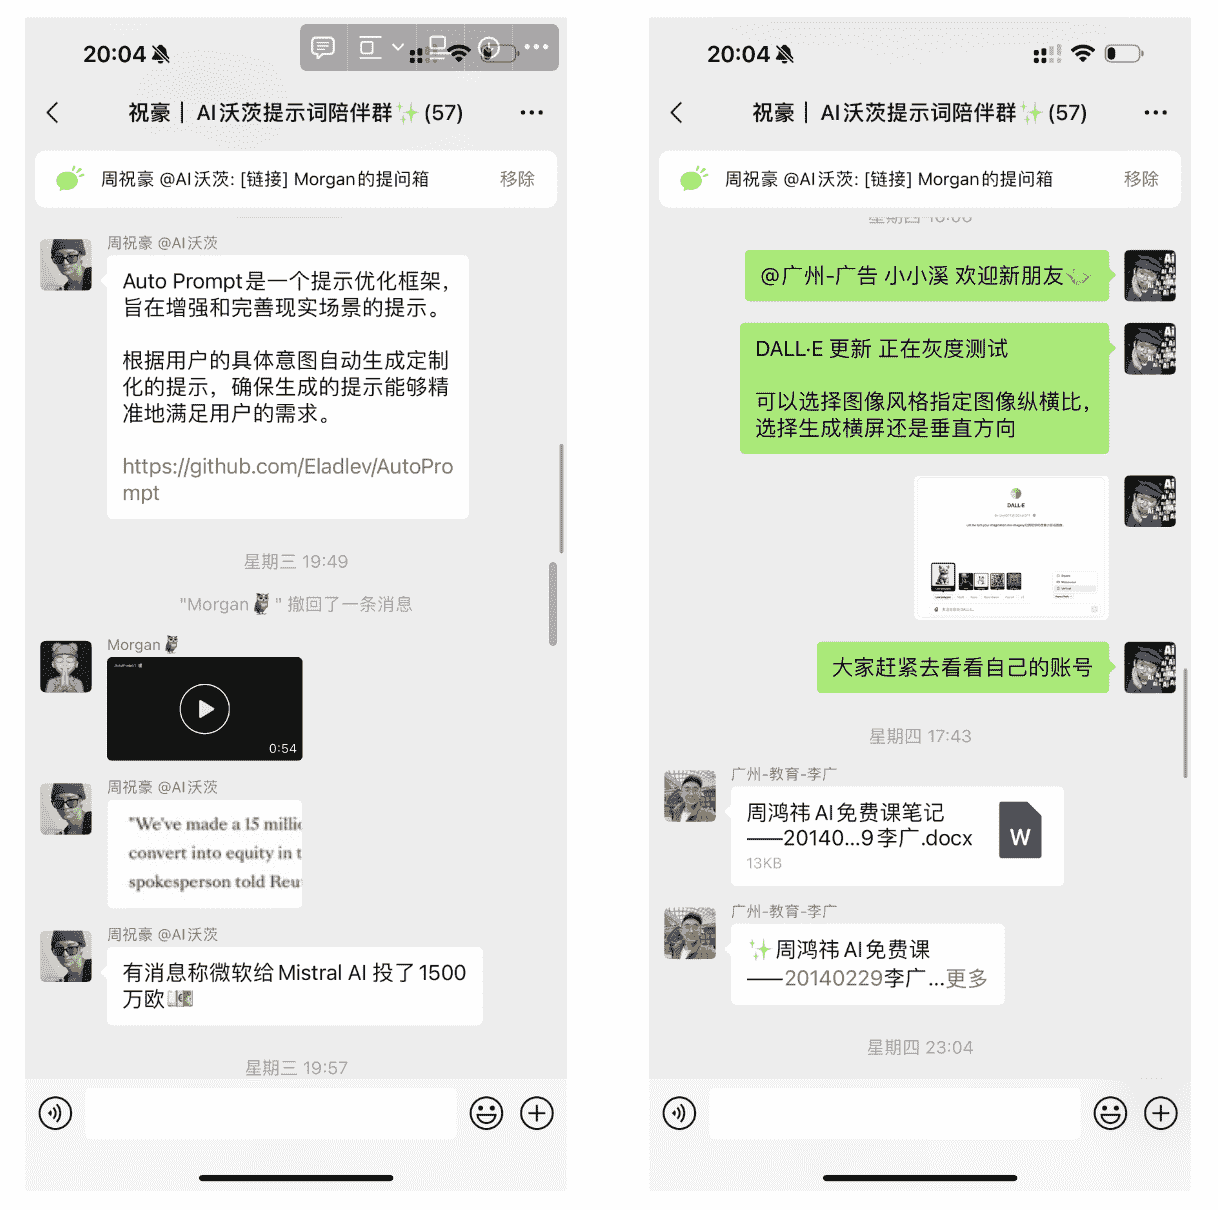 20:04
祝豪｜AI沃茨提示词陪伴群✨(57)
周祝豪 @AI沃茨: [链接] Morgan的提问箱
移除
周祝豪 @AI沃茨
Auto Prompt是一个提示优化框架，
旨在增强和完善现实场景的提示。
根据用户的具体意图自动生成定制
化的提示，确保生成的提示能够精
准地满足用户的需求。
https://github.com/Eladlev/AutoPro
mpt
星期三 19:49
"Morgan🦉" 撤回了一条消息
Morgan🦉
0:54
周祝豪 @AI沃茨
"We've made a 15 millio
convert into equity in t
spokesperson told Reu
周祝豪 @AI沃茨
有消息称微软给Mistral AI 投了1500
万欧💶
星期三 19:57
20:04
祝豪｜AI沃茨提示词陪伴群✨(57)
周祝豪 @AI沃茨: [链接] Morgan的提问箱
移除
@广州-广告 小小溪 欢迎新朋友
DALL·E 更新 正在灰度测试
可以选择图像风格指定图像纵横比，
选择生成横屏还是垂直方向
DALL·E
大家赶紧去看看自己的账号
星期四 17:43
广州-教育-李广
周鸿祎AI免费课笔记
——20140...9李广.docx
W
13KB
广州-教育-李广
✨周鸿祎AI免费课
——20140229李广...更多
星期四 23:04